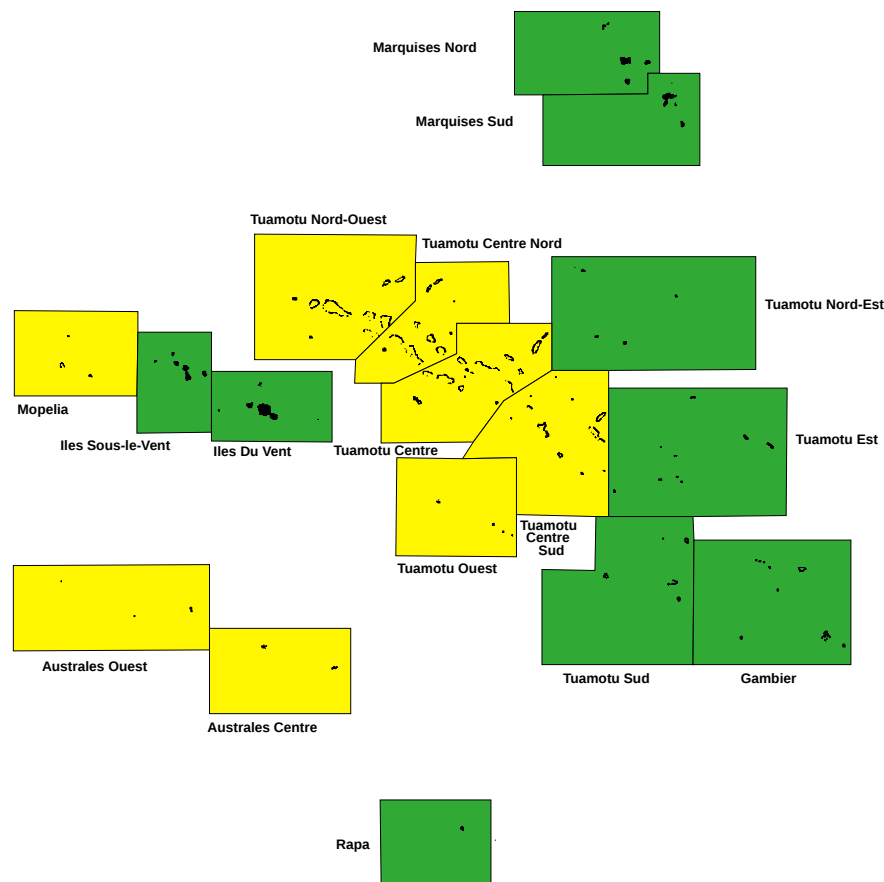 Marquises Nord
Marquises Sud
Tuamotu Nord-Ouest
Tuamotu Centre Nord
Tuamotu Nord-Est
Mopelia
Iles Sous-le-Vent
Iles Du Vent
Tuamotu Centre
Tuamotu Est
Tuamotu
Centre
Sud
Tuamotu Ouest
Australes Ouest
Tuamotu Sud
Gambier
Australes Centre
Rapa